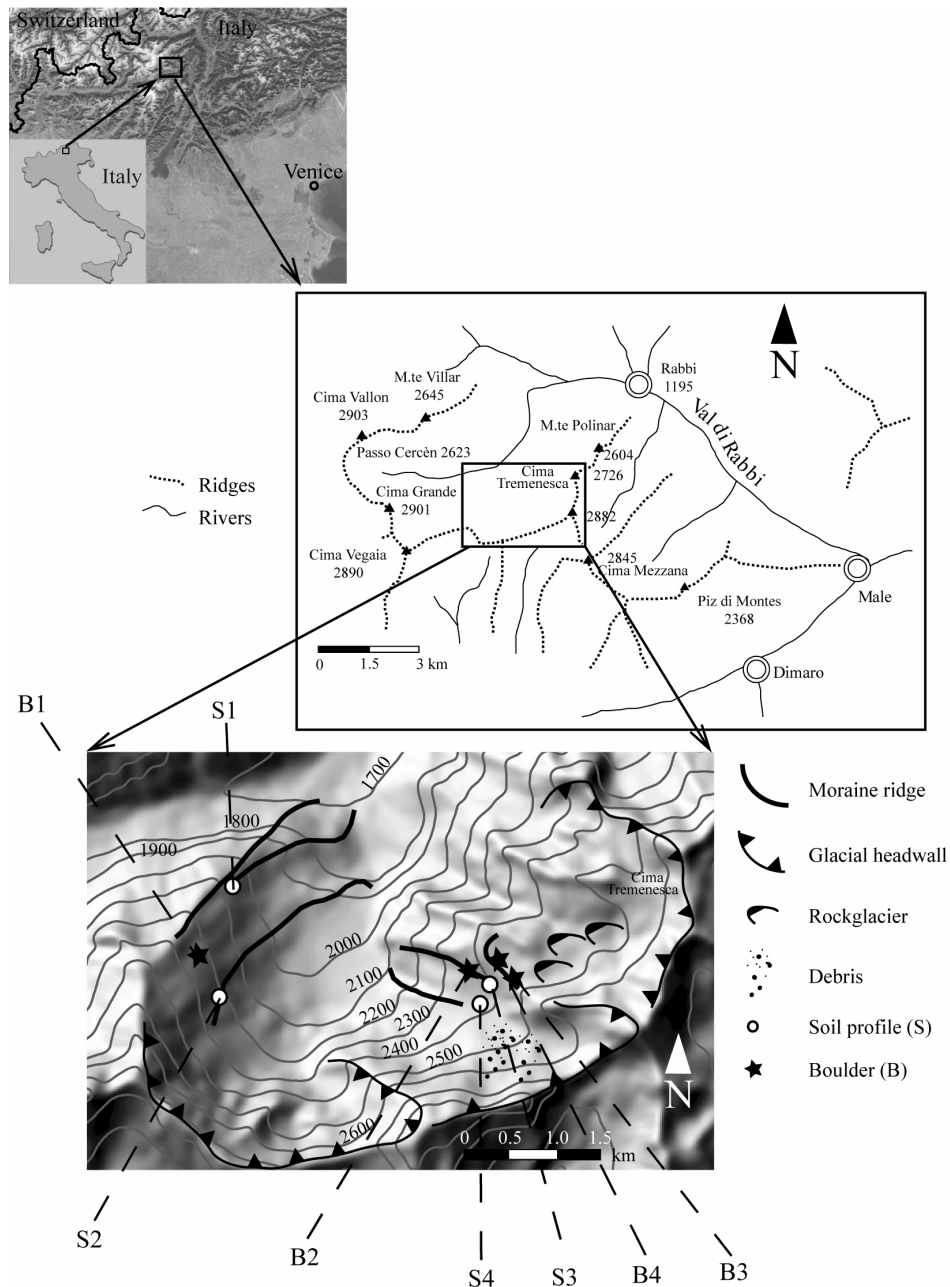 Switzerland
Italy
Venice
Italy
N
Rabbi
1195
M.te Villar
2645
Cima Vallon
2903
Val di Rabbi
M.te Polinar
2604
Passo Cercèn 2623
Cima
Tremenesca
2726
Ridges
Rivers
Cima Grande
2901
2882
Cima Vegaia
2890
2845
Cima Mezzana
Male
Piz di Montes
2368
0 1.5 3 km
Dimaro
B1
S1
1700
1800
1900
Cima
Tremenesca
2000
2100
2200
2300
2400
2500
2600
N
0 0.5 1.0 1.5
km
Moraine ridge
Glacial headwall
Rockglacier
Debris
Soil profile (S)
Boulder (B)
S2
B2
S4
S3
B4
B3